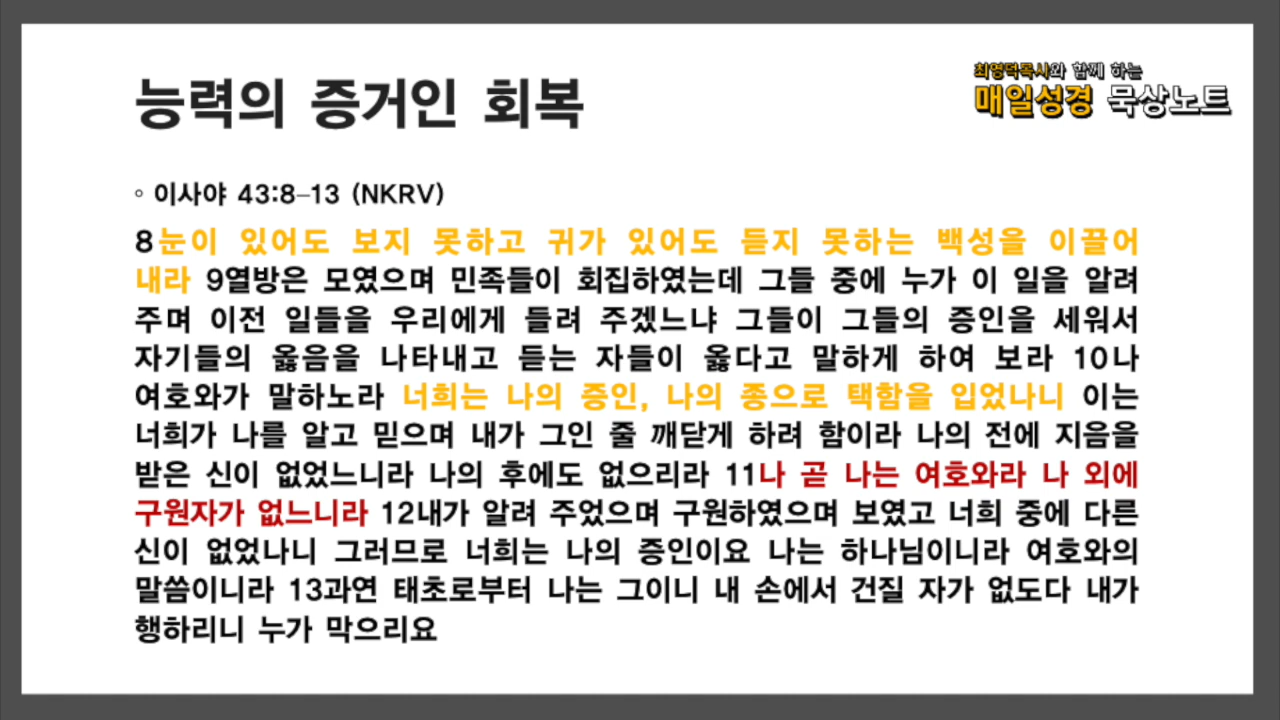 능력의 증거인 회복
최영락목사와 함께 하는
매일성경 묵상노트
◦ 이사야 43:8–13 (NKRV)
8눈이 있어도 보지 못하고 귀가 있어도 듣지 못하는 백성을 이끌어
내라 9열방은 모였으며 민족들이 회집하였는데 그들 중에 누가 이 일을 알려
주며 이전 일들을 우리에게 들려 주겠느냐 그들이 그들의 증인을 세워서
자기들의 옳음을 나타내고 듣는 자들이 옳다고 말하게 하여 보라 10나
여호와가 말하노라 너희는 나의 증인, 나의 종으로 택함을 입었나니 이는
너희가 나를 알고 믿으며 내가 그인 줄 깨닫게 하려 함이라 나의 전에 지음을
받은 신이 없었느니라 나의 후에도 없으리라 11나 곧 나는 여호와라 나 외에
구원자가 없느니라 12내가 알려 주었으며 구원하였으며 보였고 너희 중에 다른
신이 없었나니 그러므로 너희는 나의 증인이요 나는 하나님이니라 여호와의
말씀이니라 13과연 태초로부터 나는 그이니 내 손에서 건질 자가 없도다 내가
행하리니 누가 막으리요